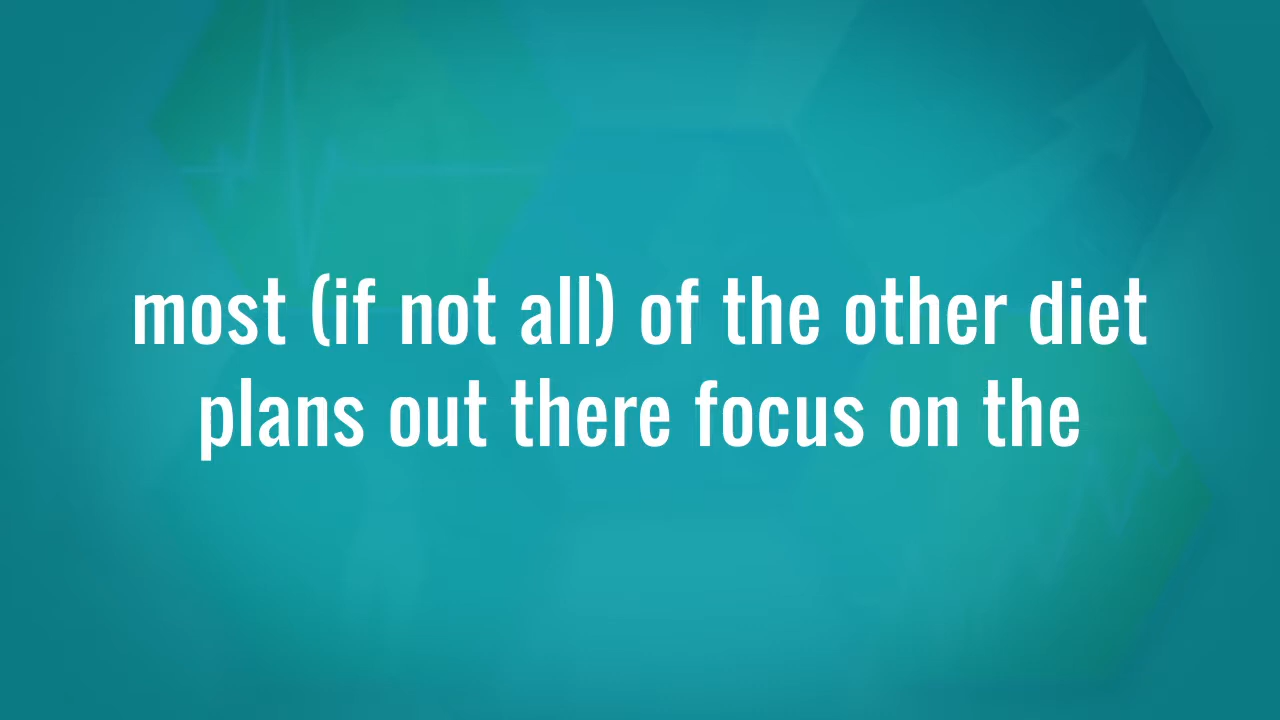 most (if not all) of the other diet
plans out there focus on the